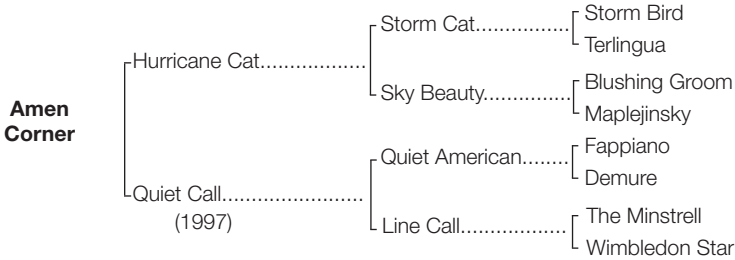 Amen
Corner
Hurricane Cat..................
Quiet Call........................
(1997)
Storm Cat................
Sky Beauty...............
Quiet American........
Line Call..................
Storm Bird
Terlingua
Blushing Groom
Maplejinsky
Fappiano
Demure
The Minstrell
Wimbledon Star